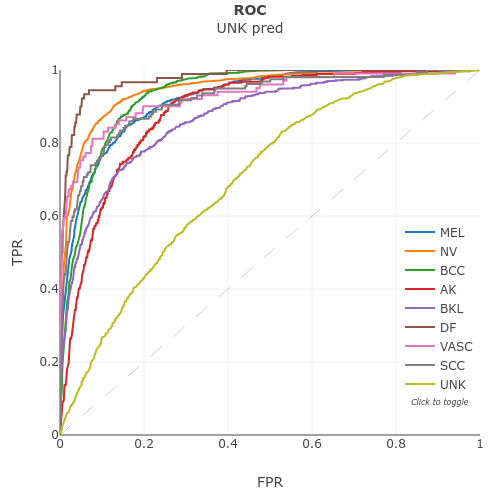 ROC
UNK pred
1
0.8
0.6
0.4
0.2
0
TPR
0
0.2
0.4
0.6
0.8
1
FPR
MEL
NV
BCC
AK
BKL
DF
VASC
SCC
UNK
Click to toggle